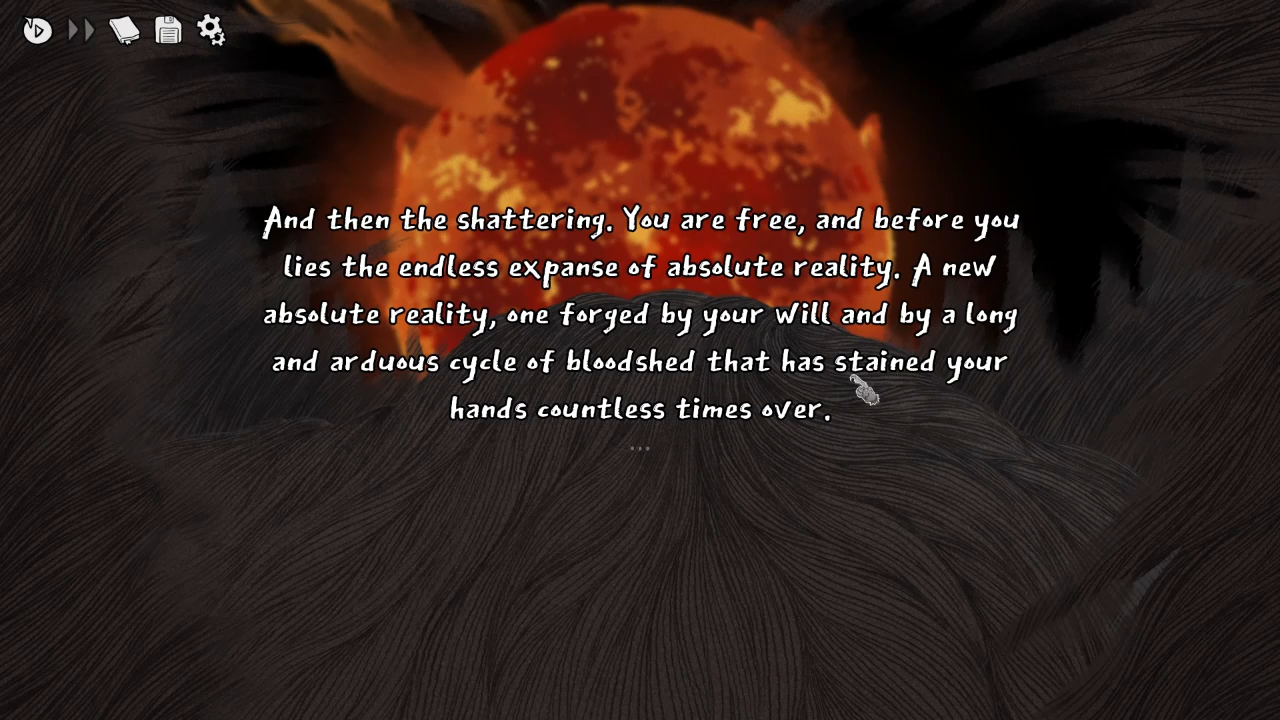 And then the shattering. You are free, and before you
lies the endless expanse of absolute reality. A new
absolute reality, one forged by your will and by a long
and arduous cycle of bloodshed that has stained your
hands countless times over.
...